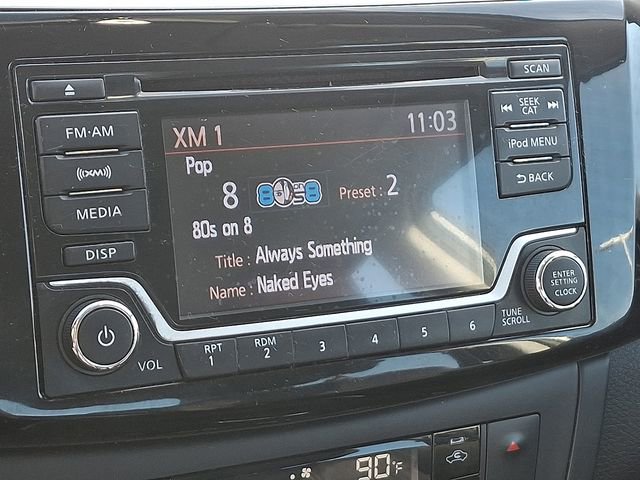 SCAN
FM·AM
XM 1 11:03
SEEK
CAT
Pop
((XM))
iPod MENU
8 Preset : 2
BACK
MEDIA
80s on 8
DISP
Title : Always Something
Name : Naked Eyes
ENTER
SETTING
CLOCK
TUNE
SCROLL
VOL
RPT
1
RDM
2
3
4
5
6
90°F